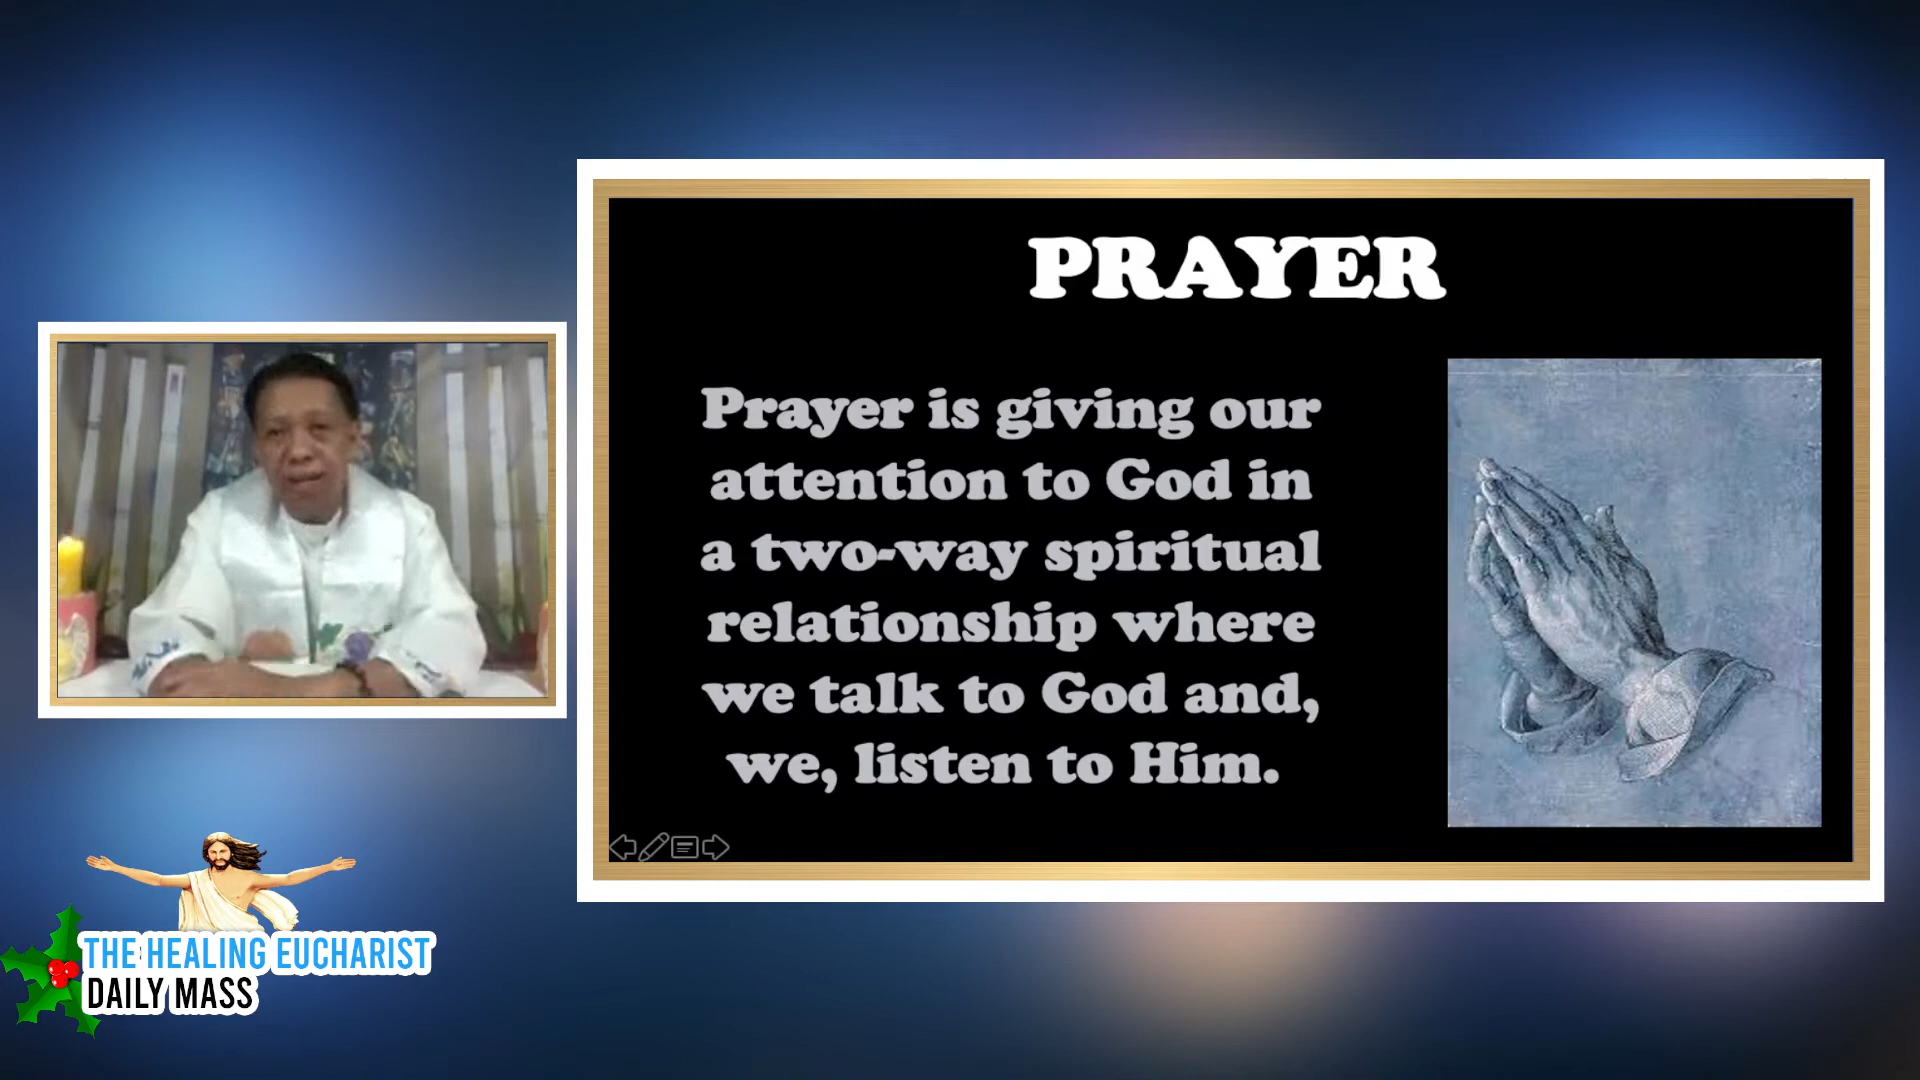 PRAYER
Prayer is giving our
attention to God in
a two-way spiritual
relationship where
we talk to God and,
we, listen to Him.
THE HEALING EUCHARIST
DAILY MASS